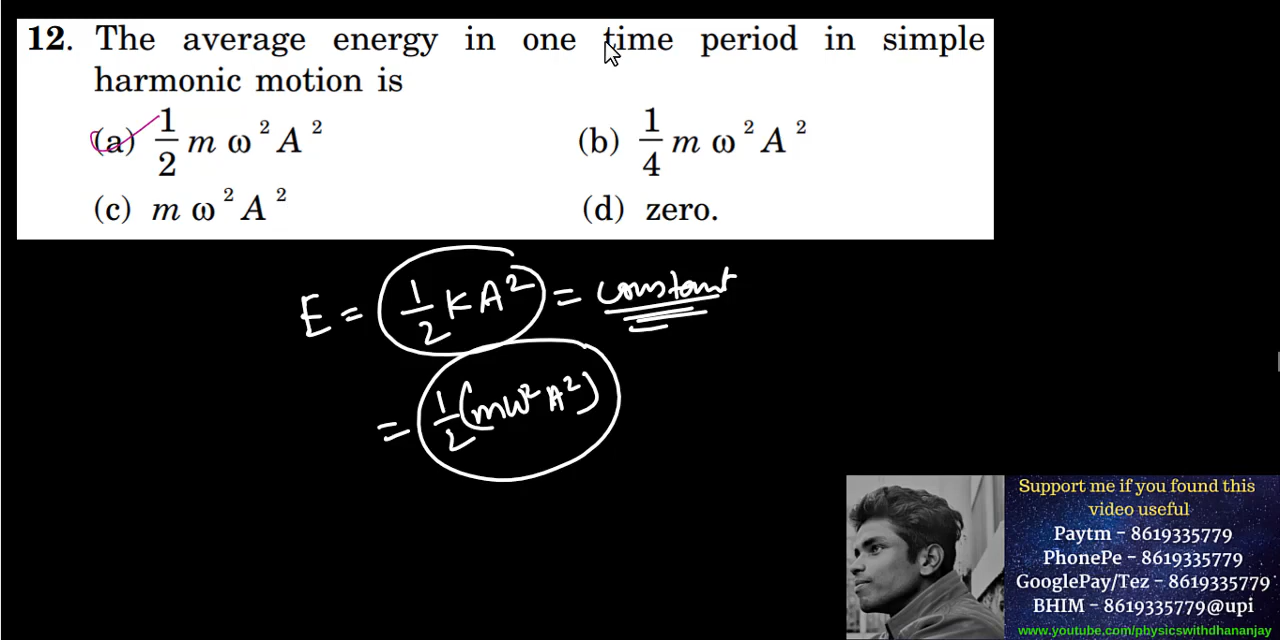 12. The average energy in one time period in simple
harmonic motion is
(a) 1/2 m ω² A² (b) 1/4 m ω² A²
(c) m ω² A² (d) zero.
E = 1/2 KA² = constant
= 1/2 (mω² A²)
Support me if you found this
video useful
Paytm - 8619335779
PhonePe - 8619335779
GooglePay/Tez - 8619335779
BHIM - 8619335779@upi
www.youtube.com/physicswithdhananjay